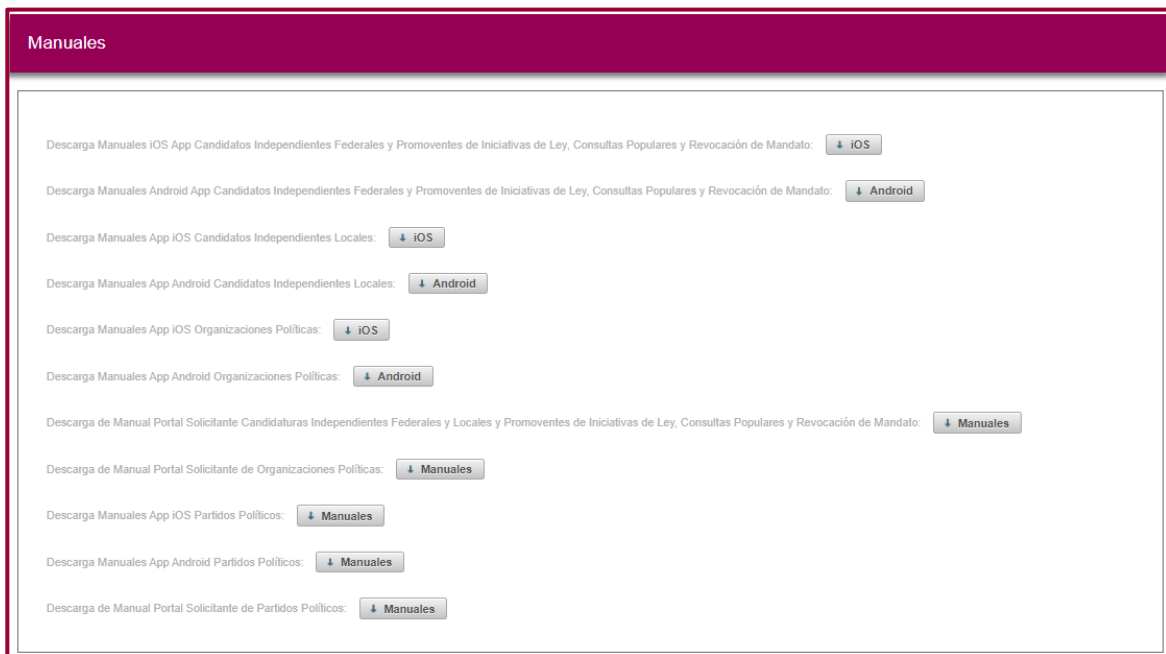 Manuales
Descarga Manuales iOS App Candidatos Independientes Federales y Promoventes de Iniciativas de Ley, Consultas Populares y Revocación de Mandato: iOS
Descarga Manuales Android App Candidatos Independientes Federales y Promoventes de Iniciativas de Ley, Consultas Populares y Revocación de Mandato: Android
Descarga Manuales App iOS Candidatos Independientes Locales: iOS
Descarga Manuales App Android Candidatos Independientes Locales: Android
Descarga Manuales App iOS Organizaciones Políticas: iOS
Descarga Manuales App Android Organizaciones Políticas: Android
Descarga de Manual Portal Solicitante Candidaturas Independientes Federales y Locales y Promoventes de Iniciativas de Ley, Consultas Populares y Revocación de Mandato: Manuales
Descarga de Manual Portal Solicitante de Organizaciones Políticas: Manuales
Descarga Manuales App iOS Partidos Políticos: Manuales
Descarga Manuales App Android Partidos Políticos: Manuales
Descarga de Manual Portal Solicitante de Partidos Políticos: Manuales